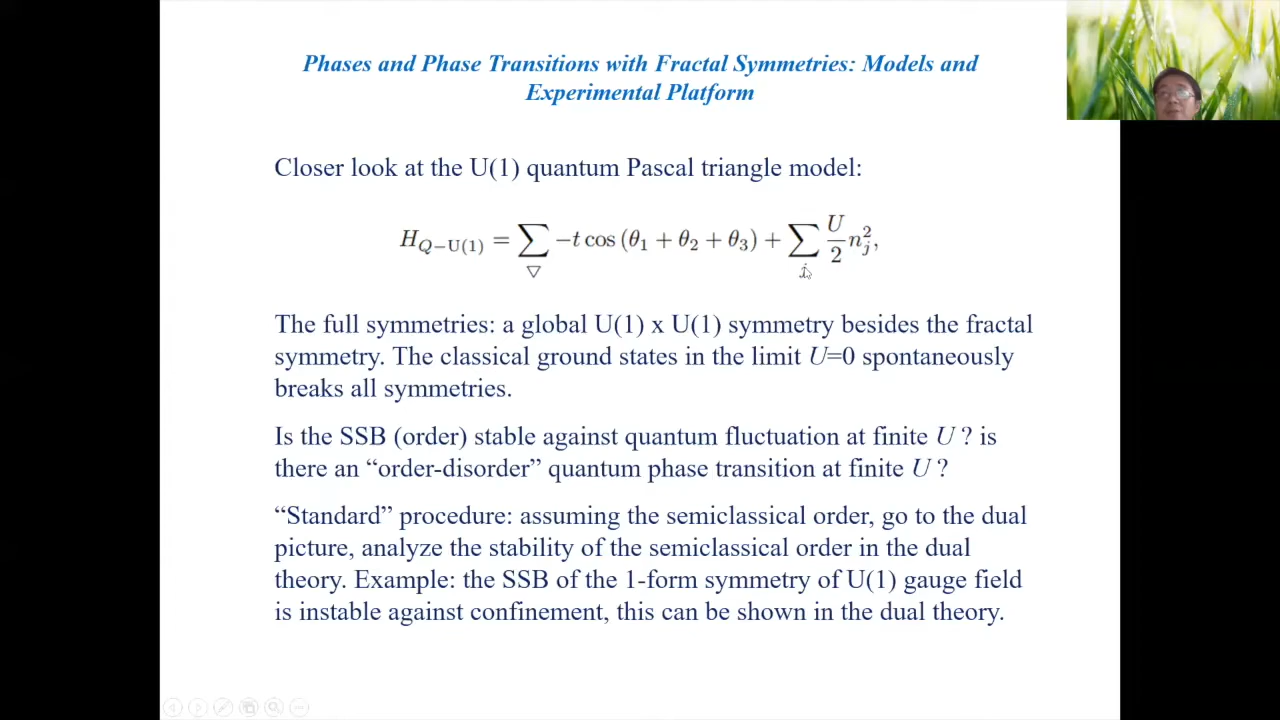 Phases and Phase Transitions with Fractal Symmetries: Models and
Experimental Platform
Closer look at the U(1) quantum Pascal triangle model:
H_{Q−U(1)} = ∑_▽ −t cos (θ₁ + θ₂ + θ₃) + ∑_j U/2 n_j^2,
The full symmetries: a global U(1) x U(1) symmetry besides the fractal
symmetry. The classical ground states in the limit U=0 spontaneously
breaks all symmetries.
Is the SSB (order) stable against quantum fluctuation at finite U ? is
there an “order-disorder” quantum phase transition at finite U ?
“Standard” procedure: assuming the semiclassical order, go to the dual
picture, analyze the stability of the semiclassical order in the dual
theory. Example: the SSB of the 1-form symmetry of U(1) gauge field
is instable against confinement, this can be shown in the dual theory.